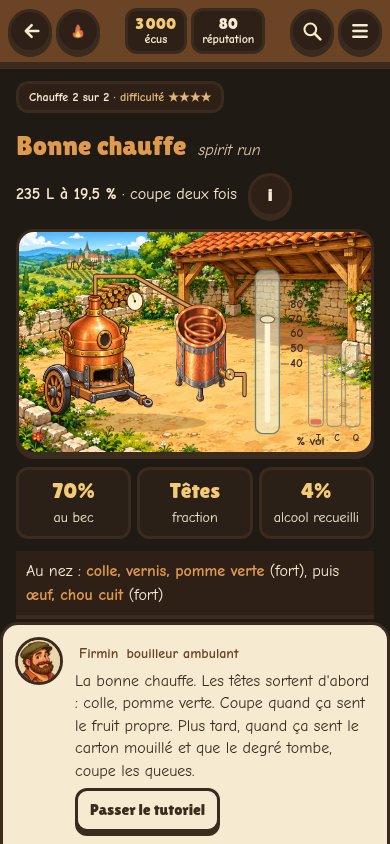 3 000
écus
80
réputation
Chauffe 2 sur 2 · difficulté ★★★★
Bonne chauffe spirit run
235 L à 19,5 % · coupe deux fois
i
ULYSSE
80
70
60
50
40
% vol
T C Q
70%
au bec
Têtes
fraction
4%
alcool recueilli
Au nez : colle, vernis, pomme verte (fort), puis
œuf, chou cuit (fort)
Firmin bouilleur ambulant
La bonne chauffe. Les têtes sortent d'abord
: colle, pomme verte. Coupe quand ça sent
le fruit propre. Plus tard, quand ça sent le
carton mouillé et que le degré tombe,
coupe les queues.
Passer le tutoriel